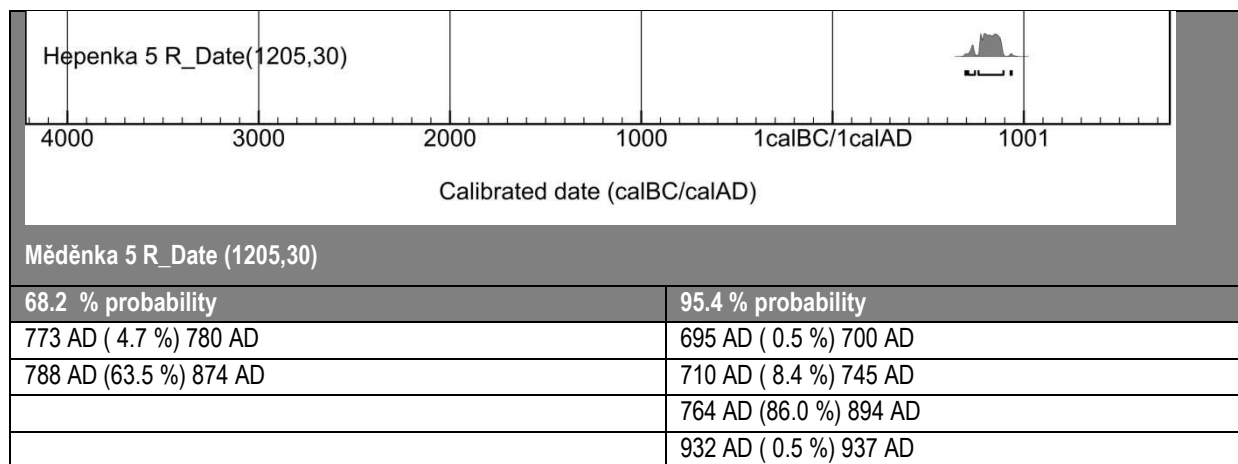 Hepenka 5 R_Date(1205,30)
4000 3000 2000 1000 1calBC/1calAD 1001
Calibrated date (calBC/calAD)
Měděnka 5 R_Date (1205,30)
68.2 % probability 95.4 % probability
773 AD ( 4.7 %) 780 AD 695 AD ( 0.5 %) 700 AD
788 AD (63.5 %) 874 AD 710 AD ( 8.4 %) 745 AD
764 AD (86.0 %) 894 AD
932 AD ( 0.5 %) 937 AD